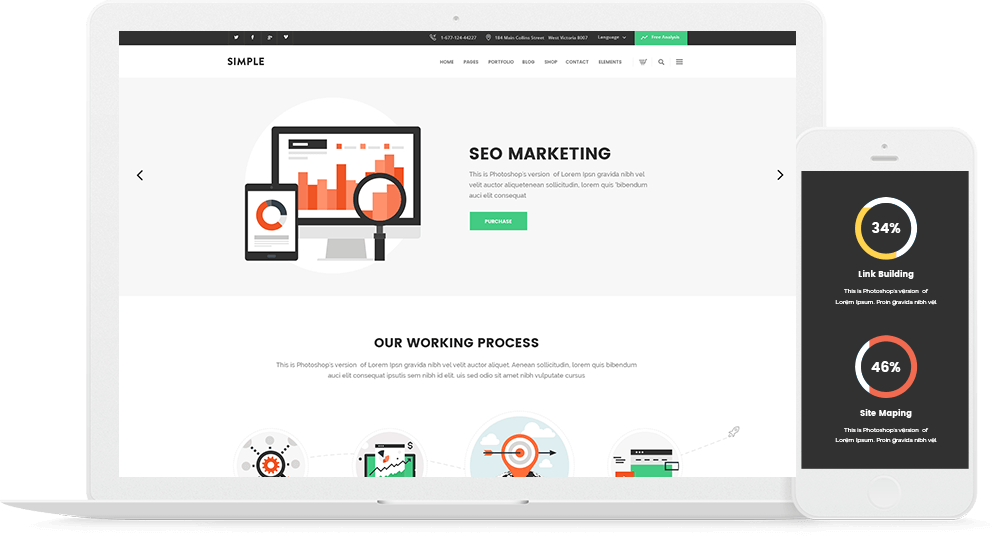 1-677-124-44227 184 Main Collins Street West Victoria 8007 Language Free Analysis
SIMPLE
HOME PAGES PORTFOLIO BLOG SHOP CONTACT ELEMENTS
SEO MARKETING
This is Photoshop's version of Lorem Ipsn gravida nibh vel
velit auctor aliquetenean sollicitudin, lorem quis "bibendum
auci elit consequat
PURCHASE
OUR WORKING PROCESS
This is Photoshop's version of Lorem Ipsn gravida nibh vel velit auctor aliquet. Aenean sollicitudin, lorem quis bibendum
auci elit consequat ipsutis sem nibh id elit. uis sed odio sit amet nibh vulputate cursus
$
34%
Link Building
This is Photoshop's version of
Lorem Ipsum. Proin gravida nibh vel
46%
Site Maping
This is Photoshop's version of
Lorem Ipsum. Proin gravida nibh vel